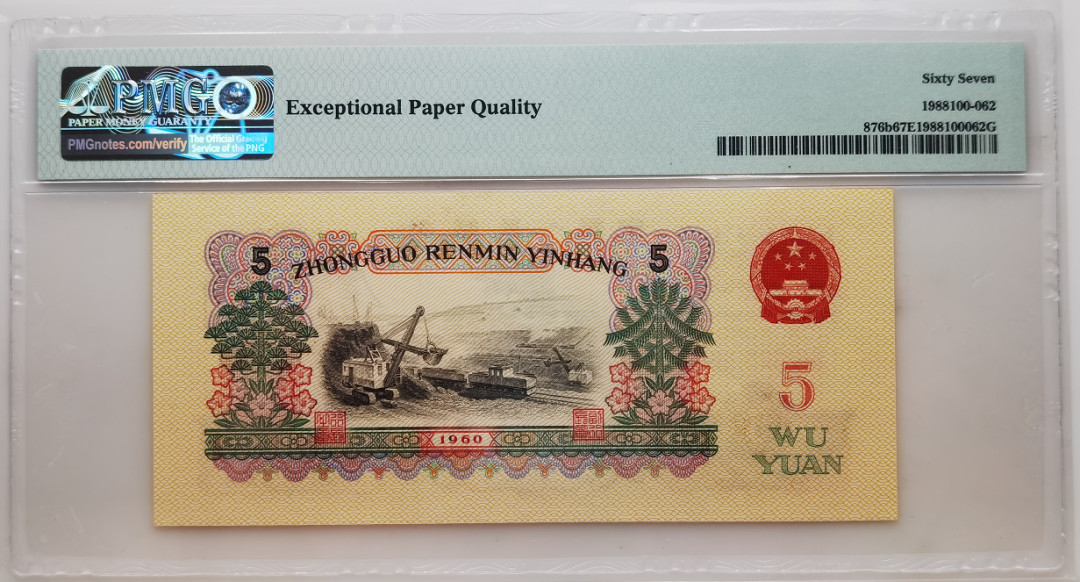 PMG
PAPER MONEY GUARANTY
PMGnotes.com/verify
The Official Grading
Service of the PNG
Exceptional Paper Quality
Sixty Seven
1988100-062
876b67E1988100062G
5
ZHONGGUO RENMIN YINHANG
5
5
1960
WU
YUAN